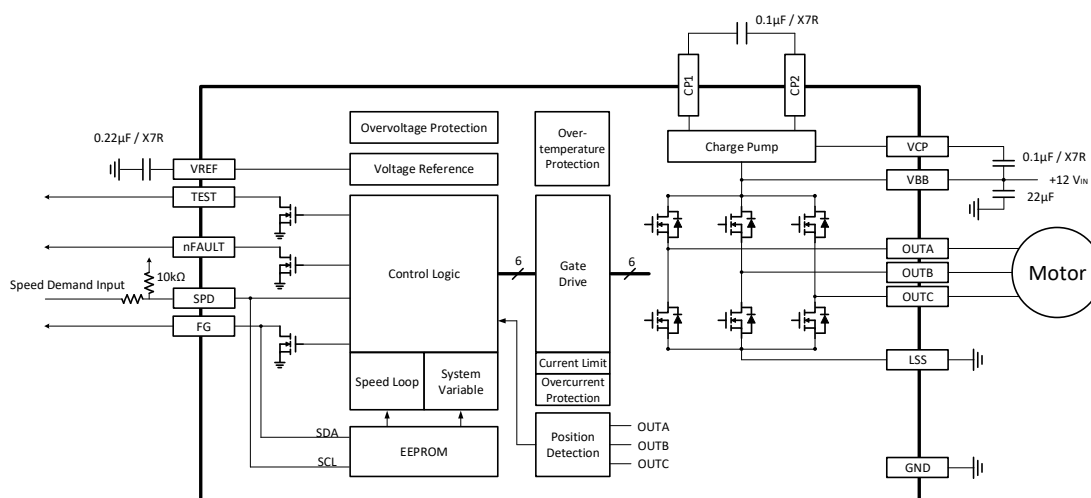 0.1µF / X7R
CP1
CP2
0.22µF / X7R
Overvoltage Protection
Over-
temperature
Protection
Charge Pump
VCP
0.1µF / X7R
VREF
Voltage Reference
VBB
+12 VIN
TEST
22µF
nFAULT
Control Logic
6
Gate
Drive
6
OUTA
OUTB
OUTC
Motor
10kΩ
Speed Demand Input
SPD
FG
LSS
Speed Loop
System
Variable
Current Limit
Overcurrent
Protection
SDA
SCL
EEPROM
Position
Detection
OUTA
OUTB
OUTC
GND